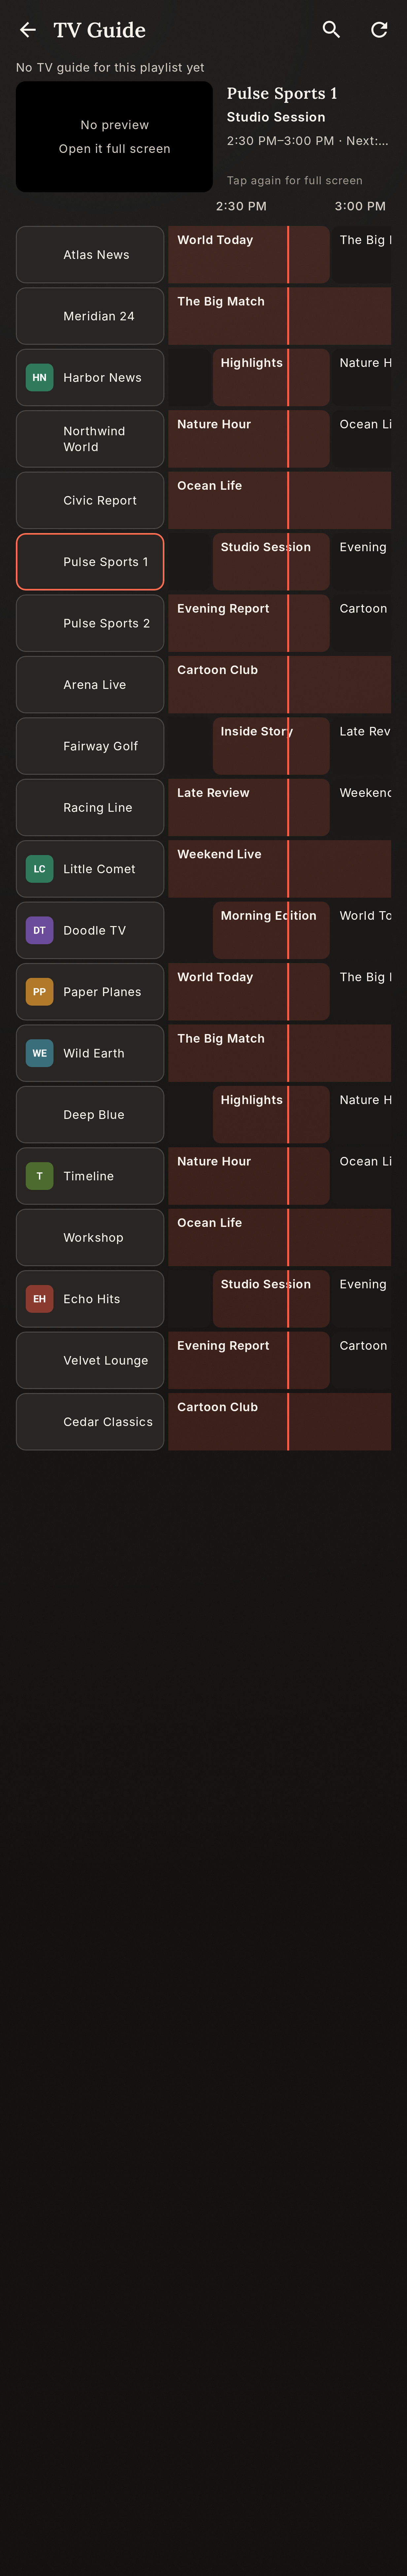 TV Guide
No TV guide for this playlist yet
No preview
Open it full screen
Pulse Sports 1
Studio Session
2:30 PM–3:00 PM · Next:...
Tap again for full screen
2:30 PM
3:00 PM
Atlas News
World Today
The Big
Meridian 24
The Big Match
HN
Harbor News
Highlights
Nature H
Northwind
World
Nature Hour
Ocean Li
Civic Report
Ocean Life
Pulse Sports 1
Studio Session
Evening
Pulse Sports 2
Evening Report
Cartoon
Arena Live
Cartoon Club
Fairway Golf
Inside Story
Late Rev
Racing Line
Late Review
Weekend
LC
Little Comet
Weekend Live
DT
Doodle TV
Morning Edition
World To
PP
Paper Planes
World Today
The Big
WE
Wild Earth
The Big Match
Deep Blue
Highlights
Nature H
T
Timeline
Nature Hour
Ocean Li
Workshop
Ocean Life
EH
Echo Hits
Studio Session
Evening
Velvet Lounge
Evening Report
Cartoon
Cedar Classics
Cartoon Club